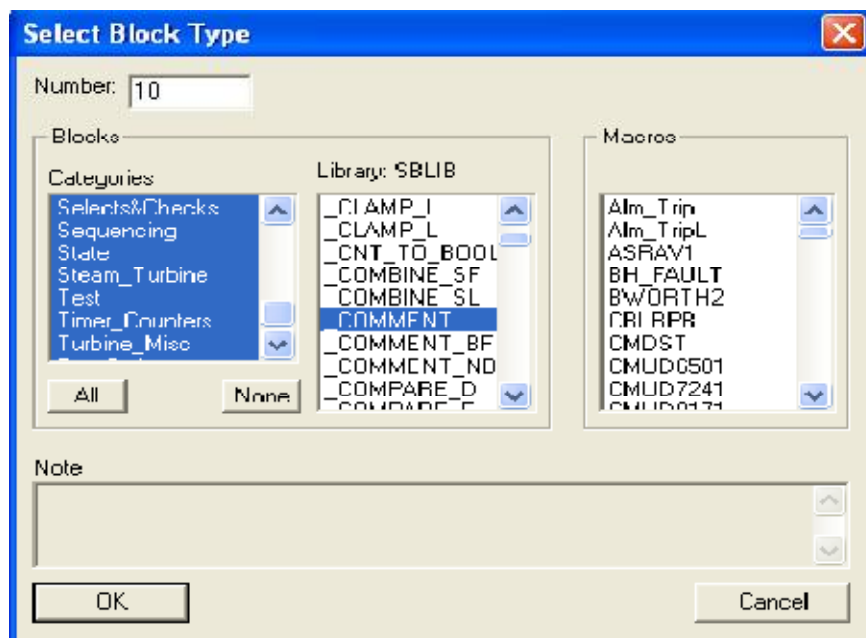 Select Block Type
Number: 10
Blocks
Categories
Selects&Checks
Sequencing
State
Steam_Turbine
Test
Timer_Counters
Turbine_Misc
All
None
Library: SBLIB
_CLAMP_I
_CLAMP_L
_CNT_TO_BOOL
_COMBINE_SF
_COMBINE_SL
_COMMENT
_COMMENT_BF
_COMMENT_ND
_COMPARE_D
Macros
Alm_Trip
Alm_TripL
ASRAV1
BH_FAULT
BWORTH2
CBLBPB
CMDST
CMUD6501
CMUD7241
Note
OK
Cancel